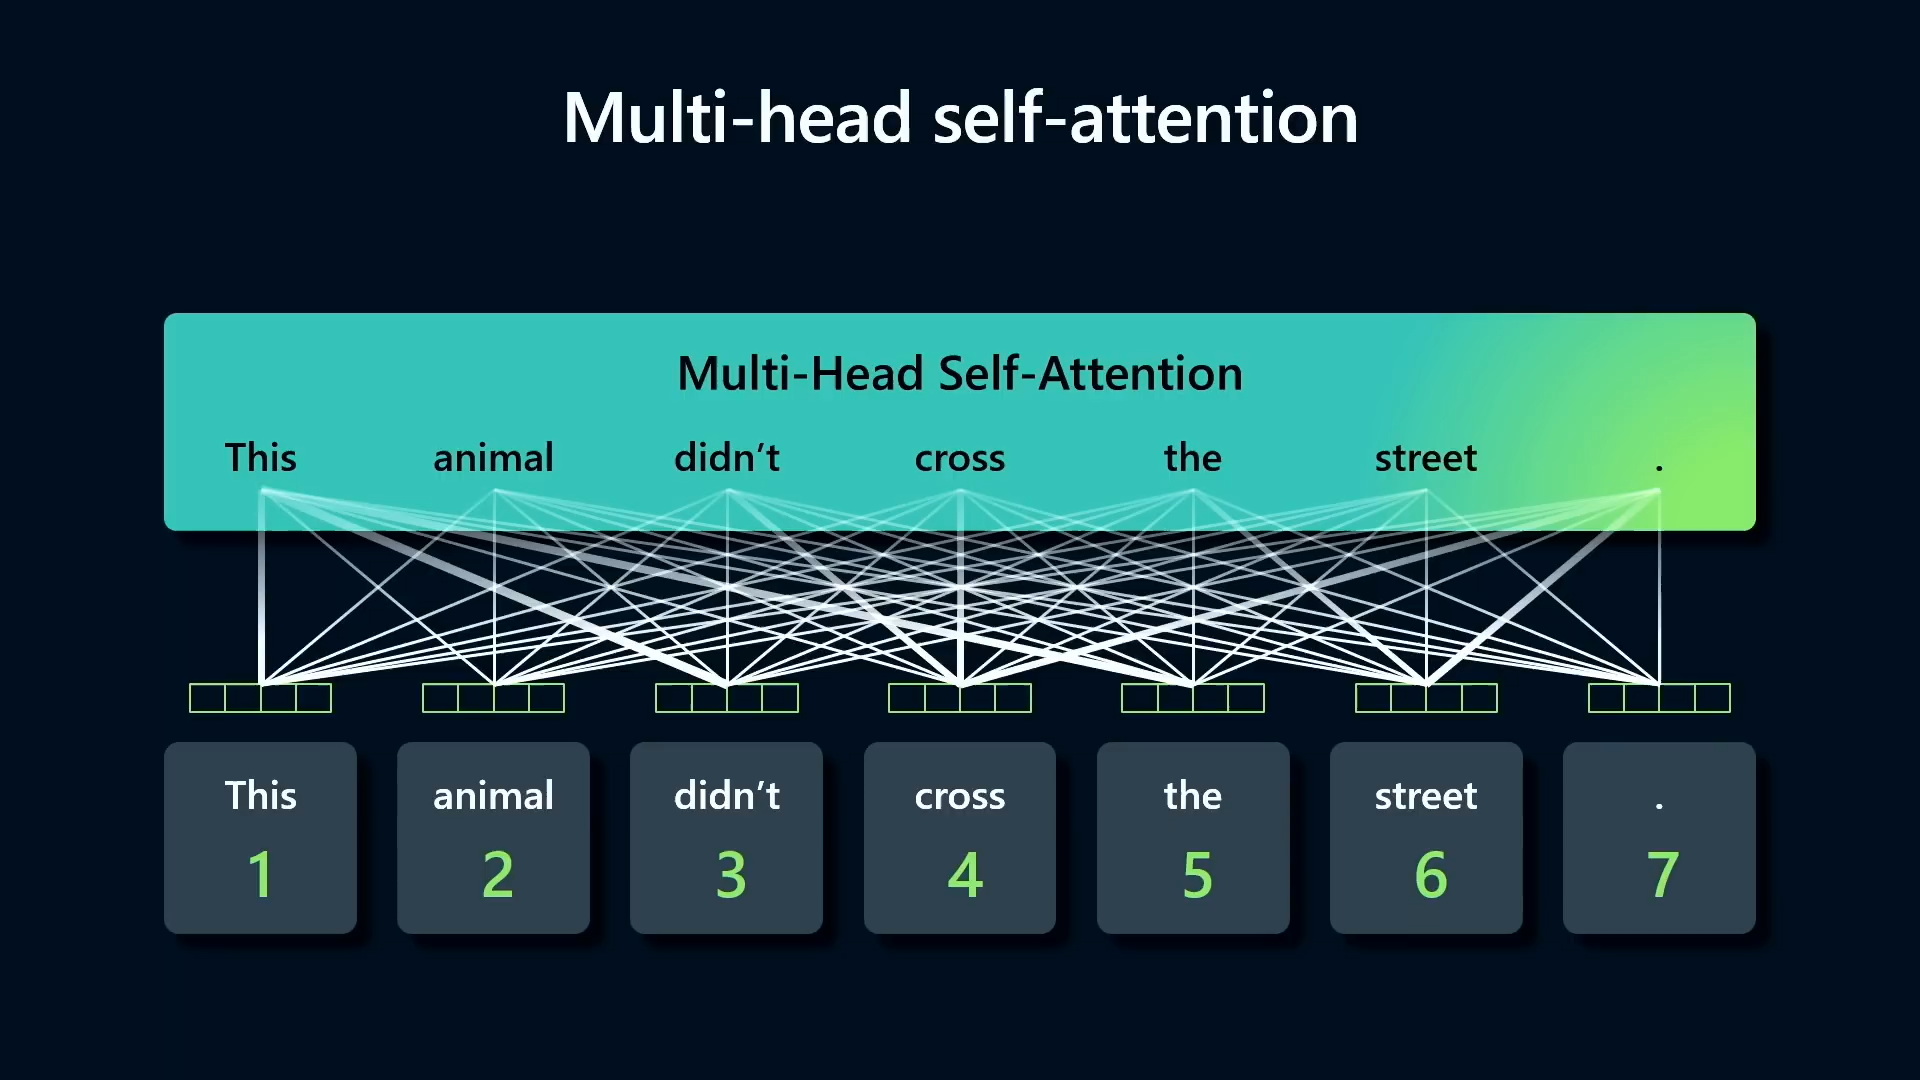 Multi-head self-attention
Multi-Head Self-Attention
This animal didn’t cross the street .
This animal didn’t cross the street .
1 2 3 4 5 6 7